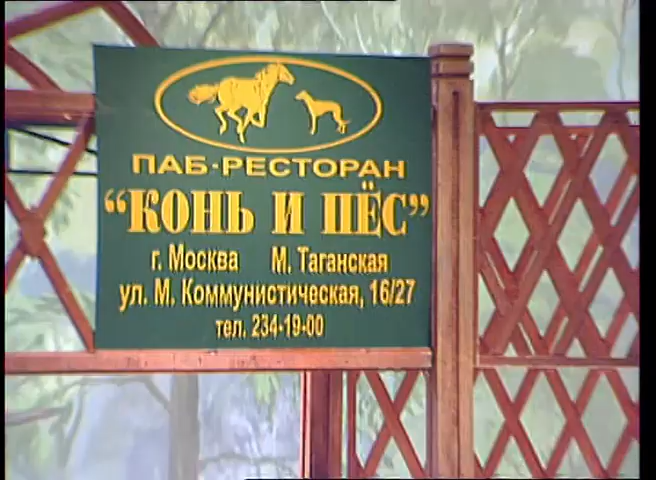 ПАБ-РЕСТОРАН
"КОНЬ И ПЁС"
г. Москва М. Таганская
ул. М. Коммунистическая, 16/27
тел. 234-19-00